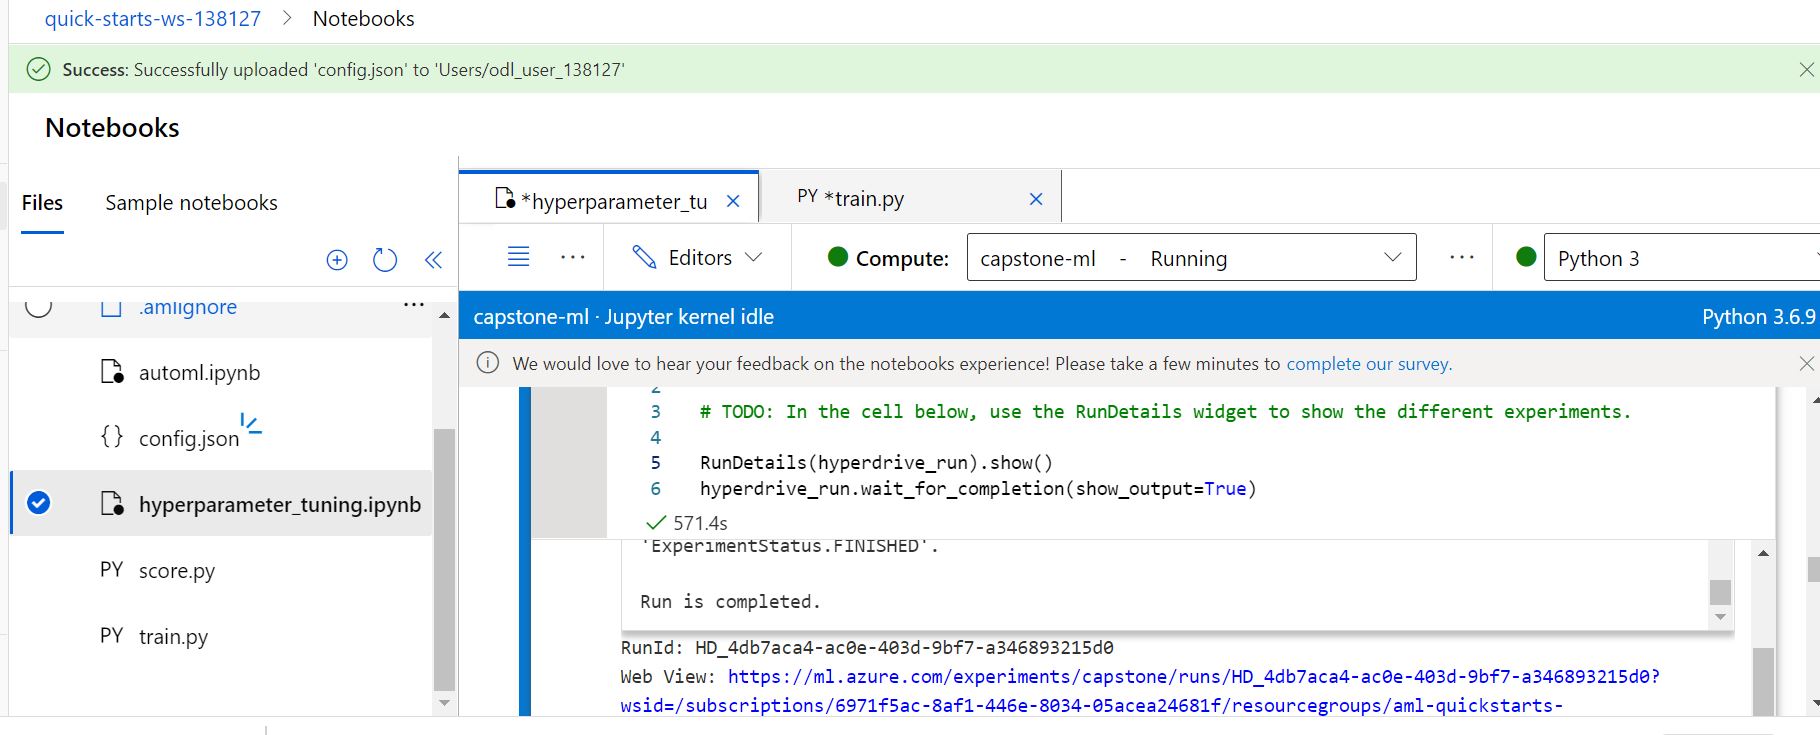 quick-starts-ws-138127 > Notebooks
Success: Successfully uploaded 'config.json' to 'Users/odl_user_138127'
Notebooks
Files Sample notebooks
*hyperparameter_tu
PY *train.py
Editors
Compute: capstone-ml - Running
Python 3
capstone-ml · Jupyter kernel idle
Python 3.6.9
We would love to hear your feedback on the notebooks experience! Please take a few minutes to complete our survey.
.amlignore
automl.ipynb
{} config.json
hyperparameter_tuning.ipynb
PY score.py
PY train.py
2
3 # TODO: In the cell below, use the RunDetails widget to show the different experiments.
4
5 RunDetails(hyperdrive_run).show()
6 hyperdrive_run.wait_for_completion(show_output=True)
571.4s
'ExperimentStatus.FINISHED'.
Run is completed.
RunId: HD_4db7aca4-ac0e-403d-9bf7-a346893215d0
Web View: https://ml.azure.com/experiments/capstone/runs/HD_4db7aca4-ac0e-403d-9bf7-a346893215d0?
wsid=/subscriptions/6971f5ac-8af1-446e-8034-05acea24681f/resourcegroups/aml-quickstarts-